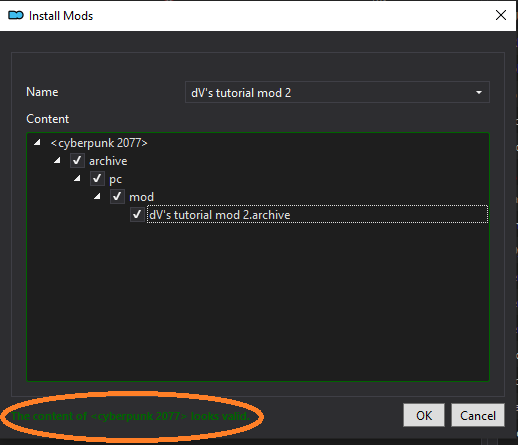 Install Mods
Name
dV's tutorial mod 2
Content
<cyberpunk 2077>
archive
pc
mod
dV's tutorial mod 2.archive
The content of <cyberpunk 2077> looks valid.
OK
Cancel